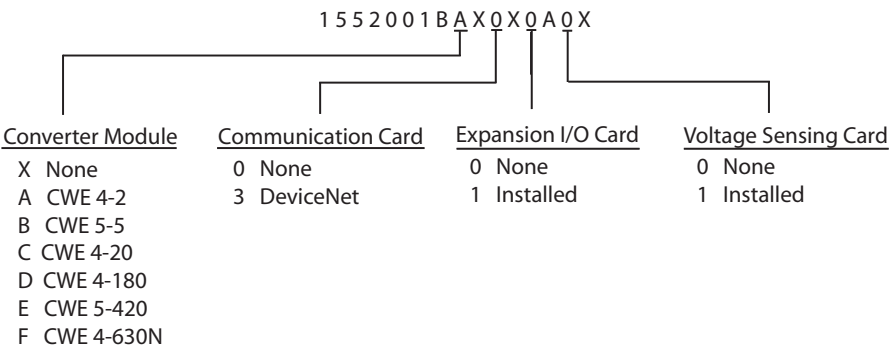 1552001BAX0X0A0X
Converter Module
X None
A CWE 4-2
B CWE 5-5
C CWE 4-20
D CWE 4-180
E CWE 5-420
F CWE 4-630N
Communication Card
0 None
3 DeviceNet
Expansion I/O Card
0 None
1 Installed
Voltage Sensing Card
0 None
1 Installed